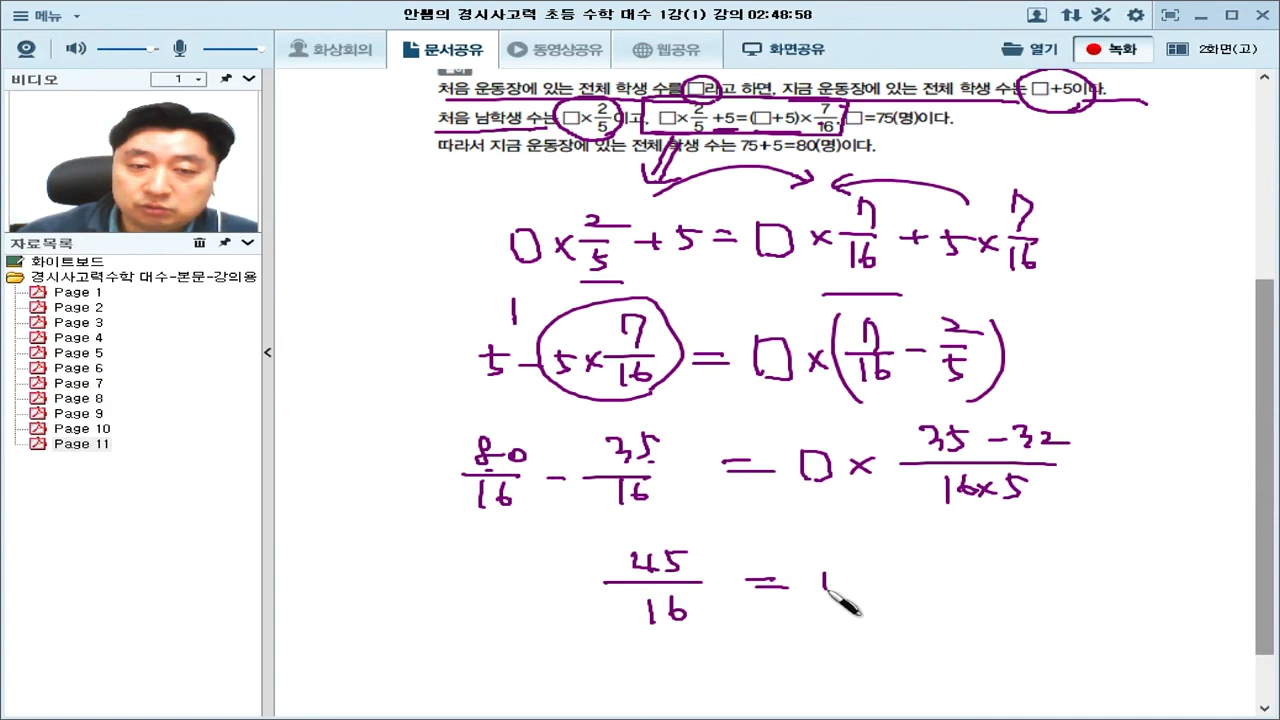 메뉴 안쌤의 경시사고력 초등 수학 대수 1강(1) 강의 02:48:58
화상회의 문서공유 동영상공유 웹공유 화면공유 열기 녹화 2화면(고)
비디오 1
처음 운동장에 있는 전체 학생 수를 □라고 하면, 지금 운동장에 있는 전체 학생 수는 □+5이다.
처음 남학생 수는 □×2/5이고, □×2/5+5=(□+5)×7/16, □=75(명)이다.
따라서 지금 운동장에 있는 전체 학생 수는 75+5=80(명)이다.
□×2/5+5=□×7/16+5×7/16
1
5-5×7/16=□×(7/16-2/5)
80/16-35/16=□×(35-32)/(16×5)
45/16=
자료목록
화이트보드
경시사고력수학 대수-본문-강의용
Page 1
Page 2
Page 3
Page 4
Page 5
Page 6
Page 7
Page 8
Page 9
Page 10
Page 11